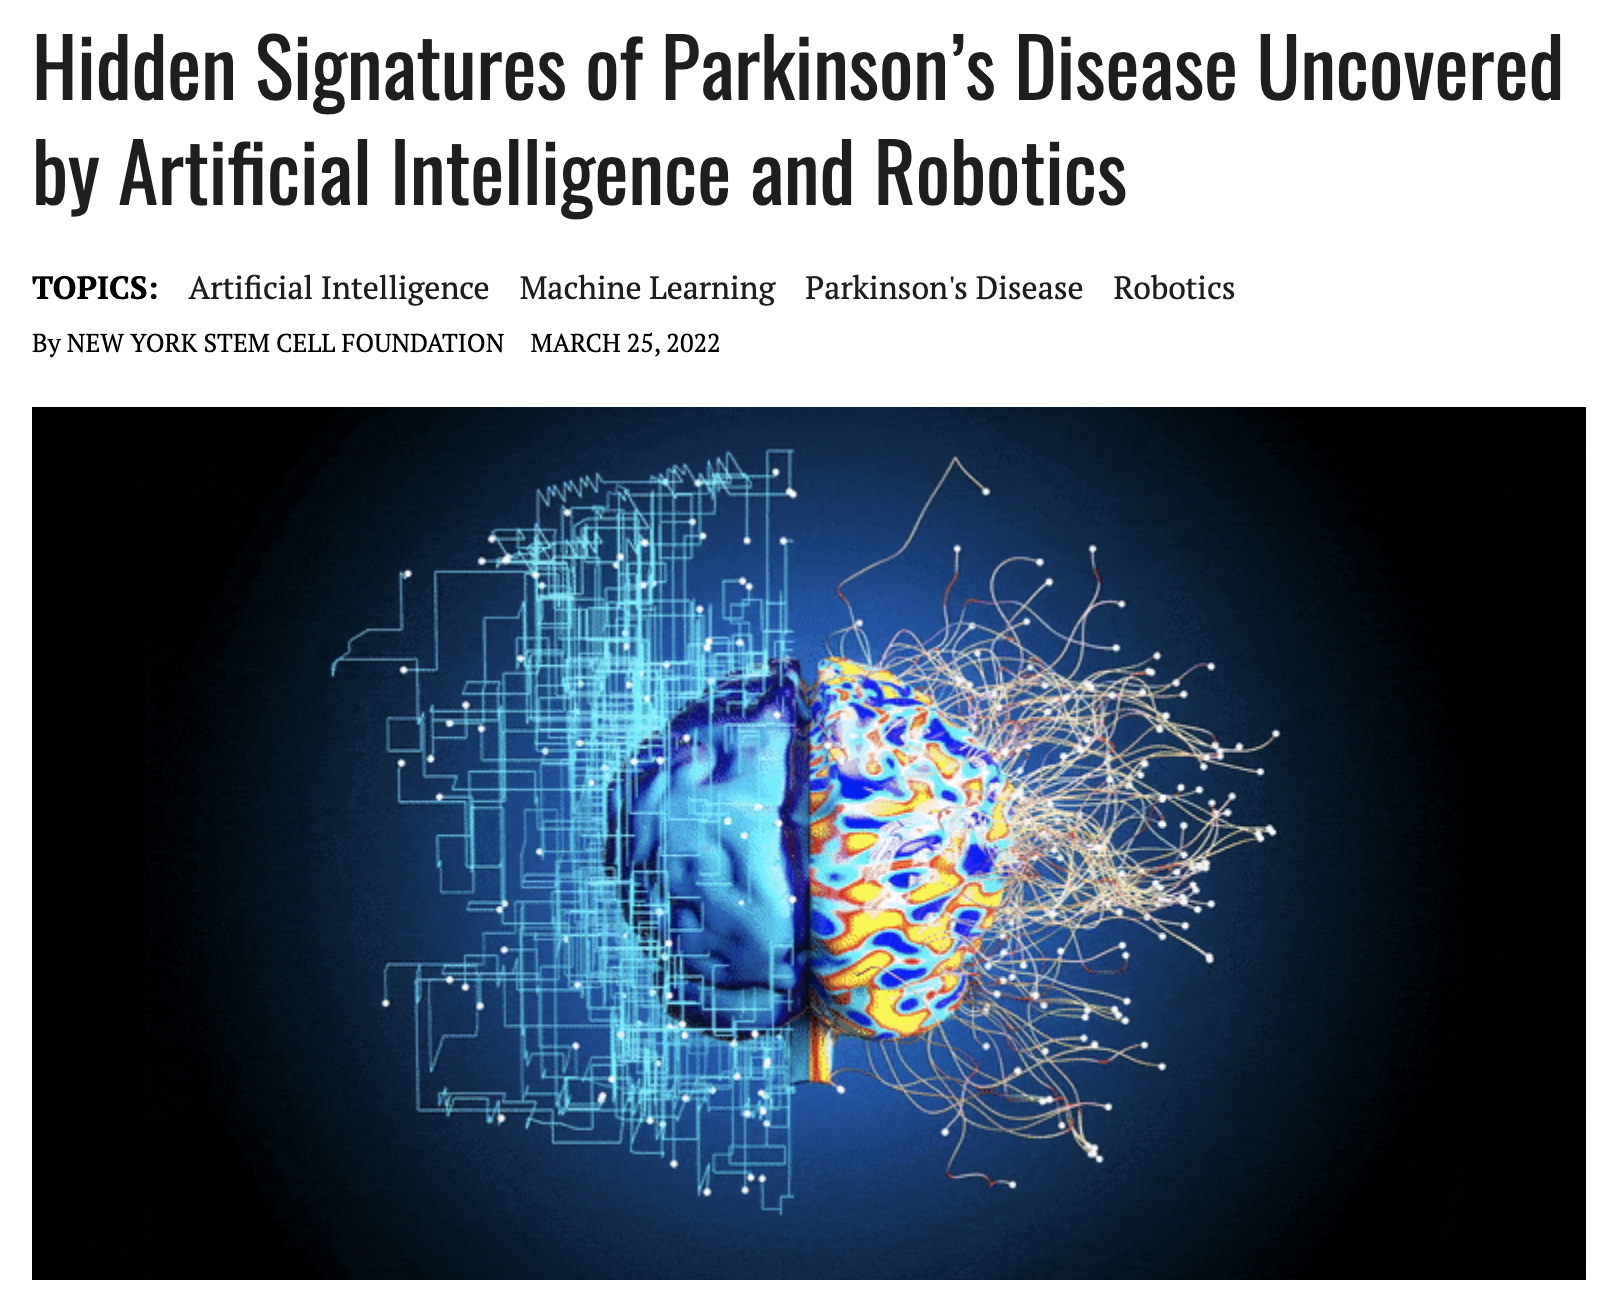 Hidden Signatures of Parkinson’s Disease Uncovered
by Artificial Intelligence and Robotics
TOPICS: Artificial Intelligence Machine Learning Parkinson's Disease Robotics
By NEW YORK STEM CELL FOUNDATION MARCH 25, 2022